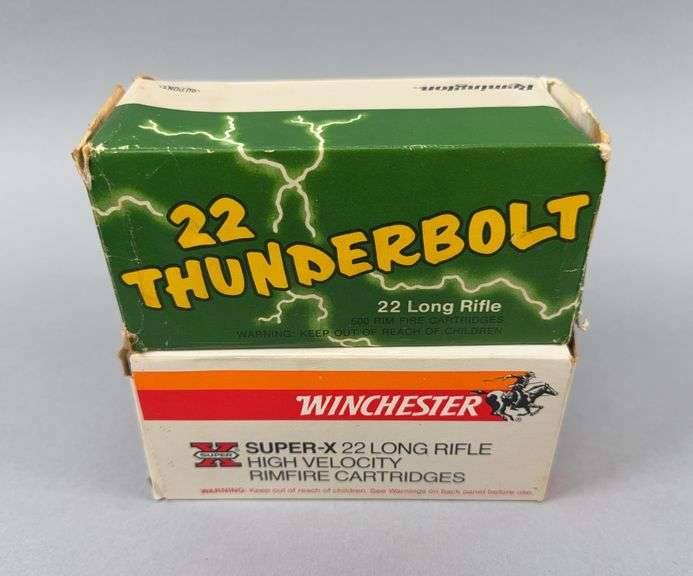 Remington
22
THUNDERBOLT
22 Long Rifle
500 RIM FIRE CARTRIDGES
WARNING: KEEP OUT OF REACH OF CHILDREN
WINCHESTER
X SUPER
SUPER-X 22 LONG RIFLE
HIGH VELOCITY
RIMFIRE CARTRIDGES
WARNING: Keep out of reach of children. See Warnings on back panel before use.